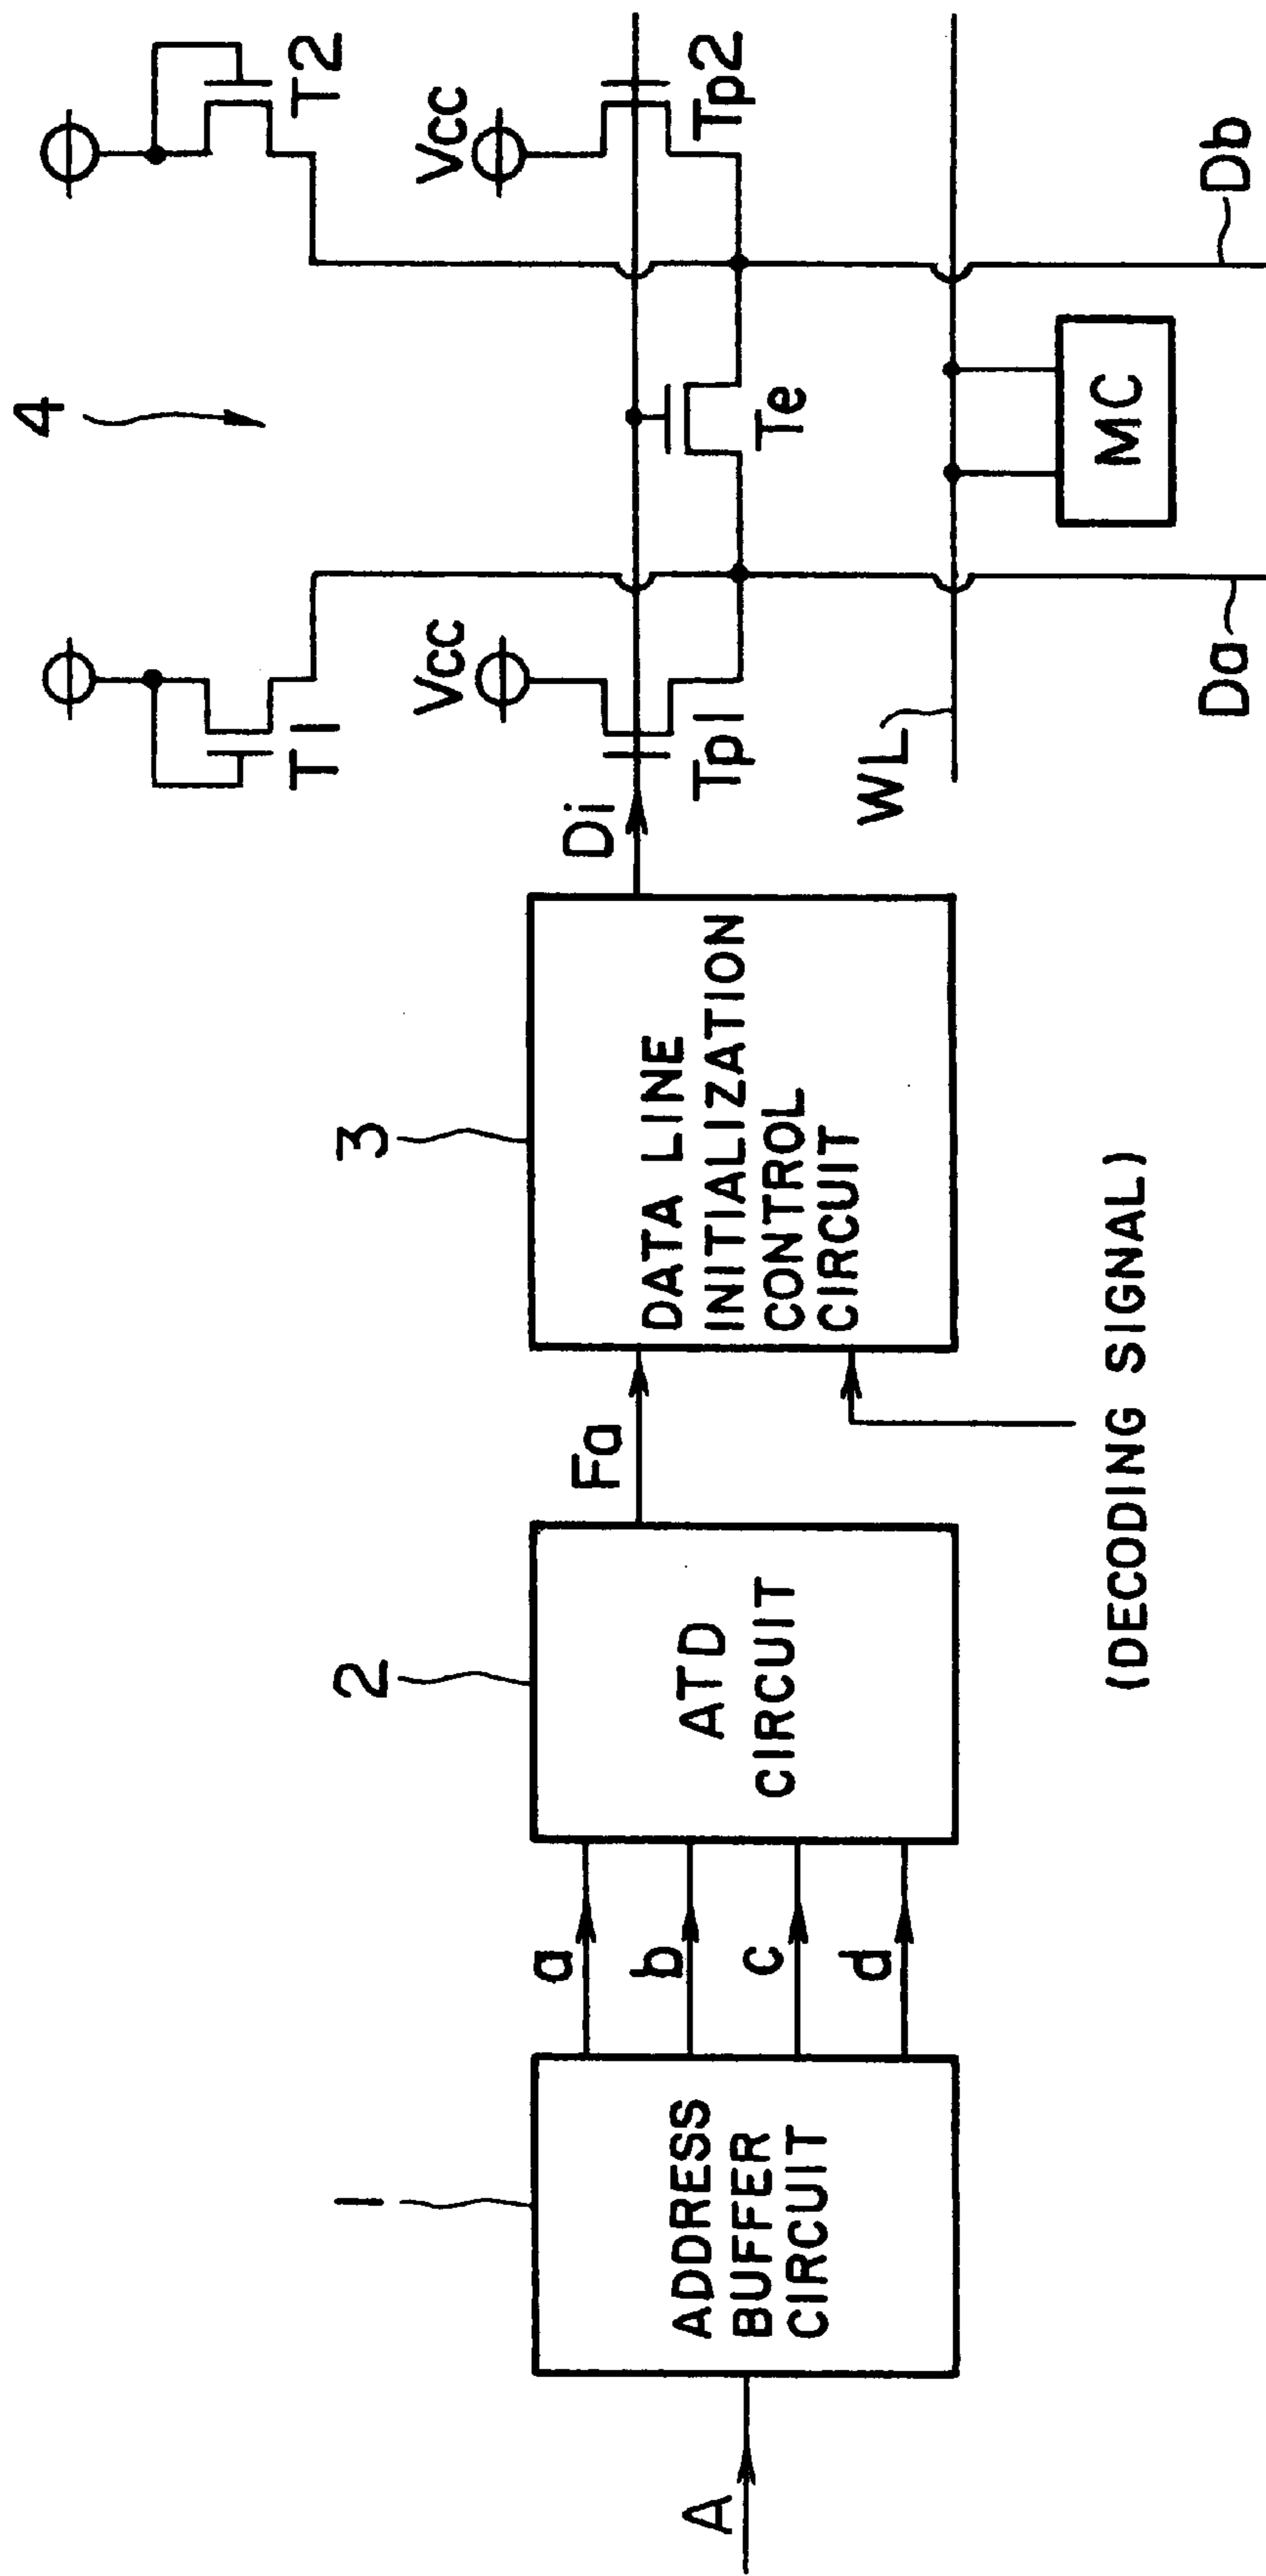 4
T1
T2
Vcc
Vcc
Tp1
Tp2
Te
Di
WL
MC
Da
Db
1
2
3
A
ADDRESS
BUFFER
CIRCUIT
a
b
c
d
ATD
CIRCUIT
Fa
DATA LINE
INITIALIZATION
CONTROL
CIRCUIT
(DECODING SIGNAL)